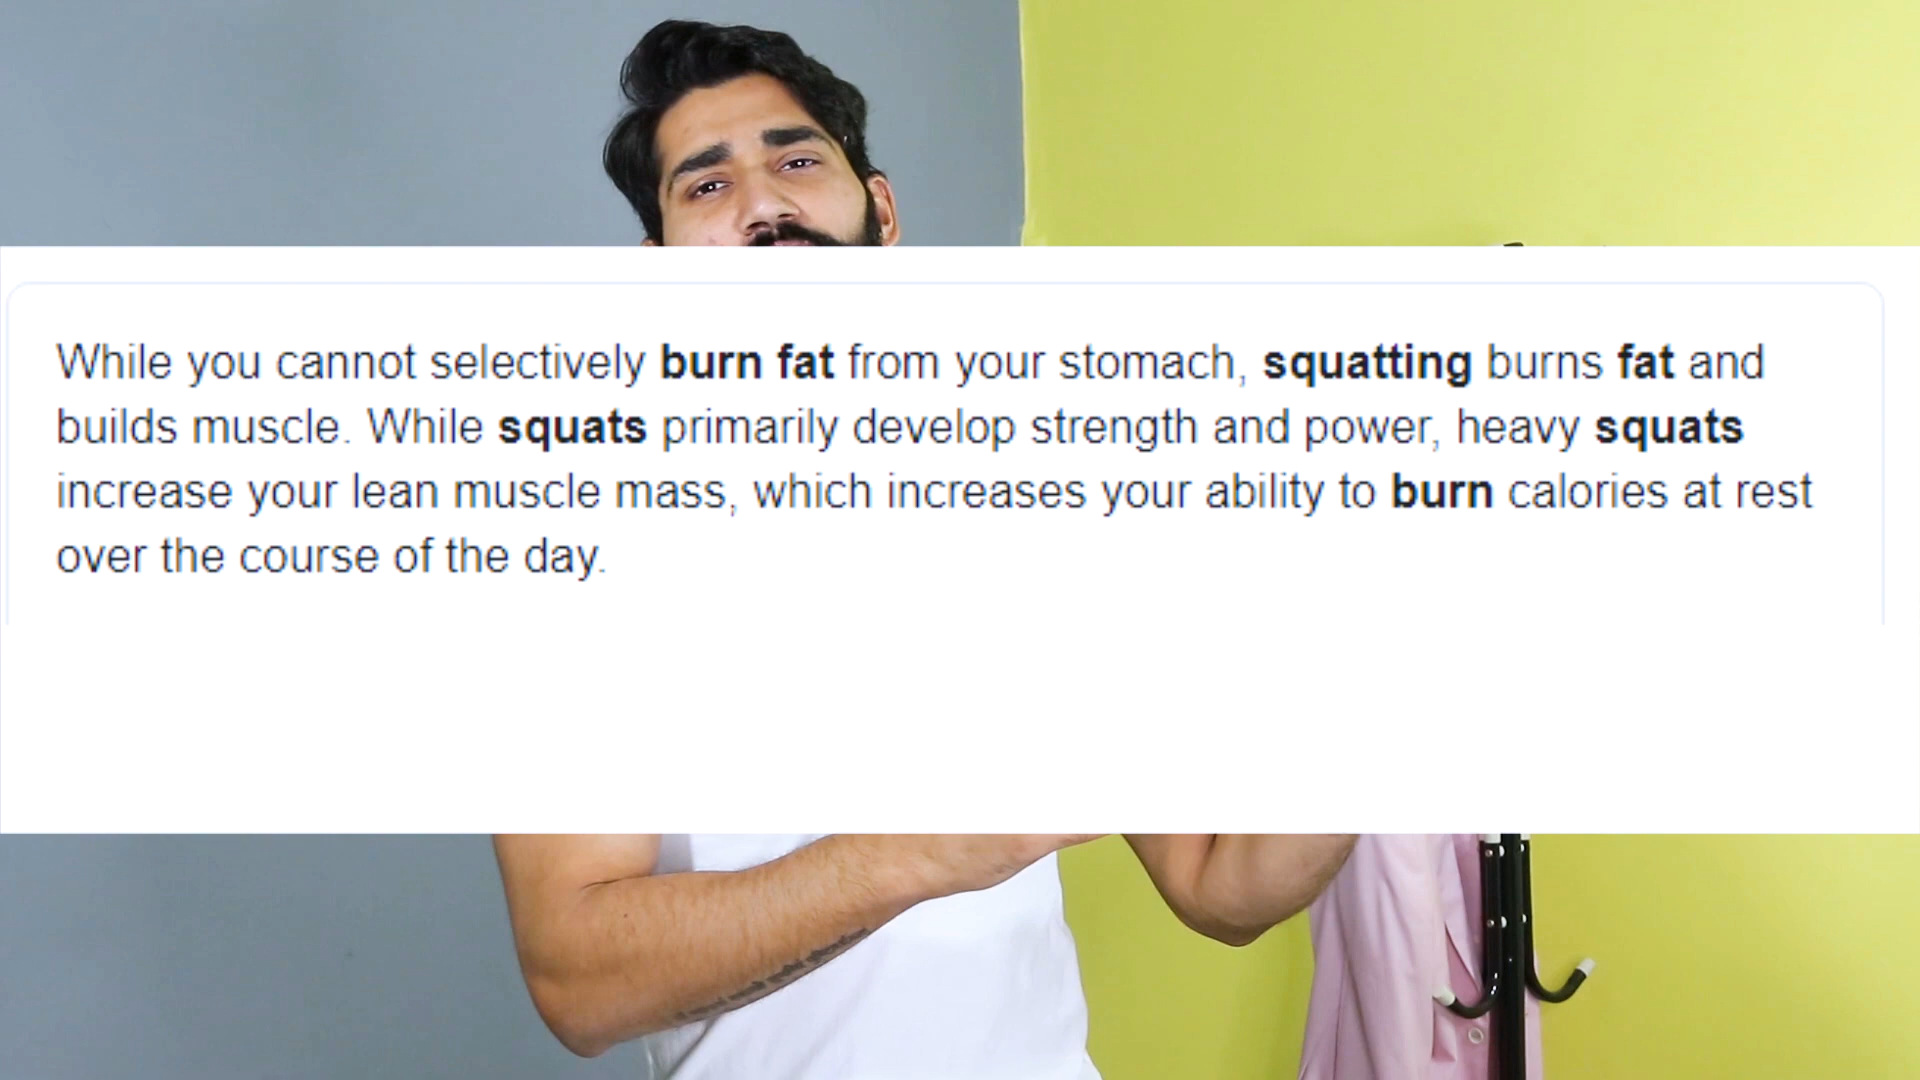 While you cannot selectively burn fat from your stomach, squatting burns fat and
builds muscle. While squats primarily develop strength and power, heavy squats
increase your lean muscle mass, which increases your ability to burn calories at rest
over the course of the day.